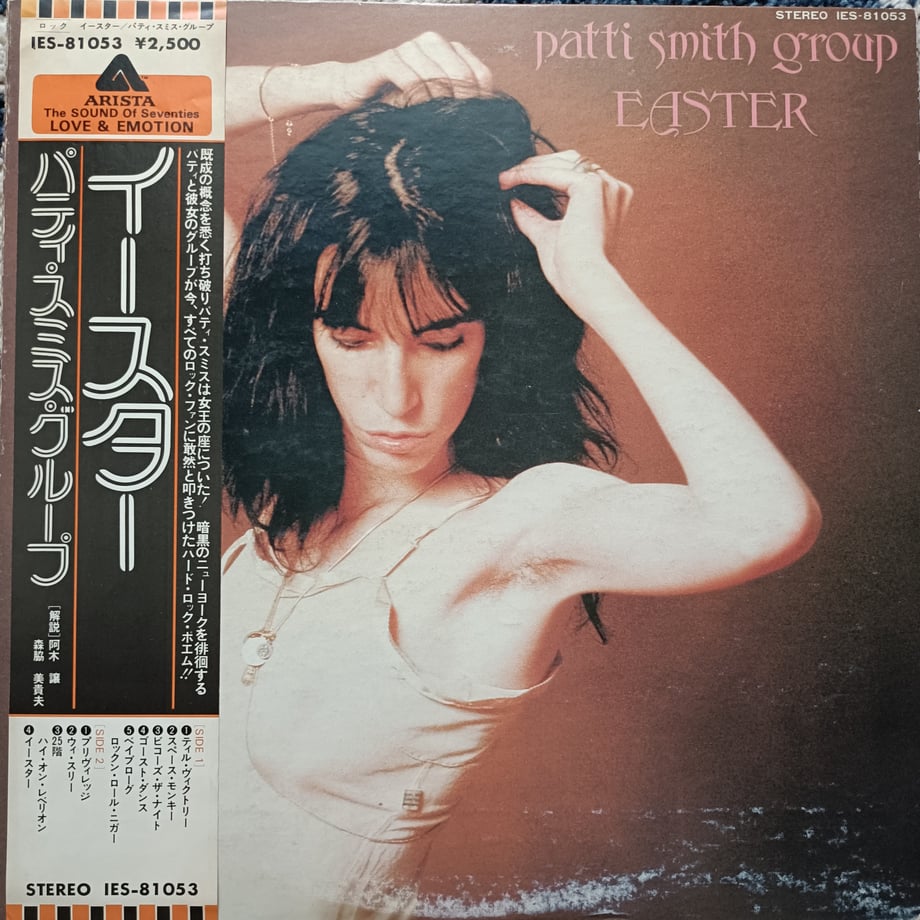 ロック イースター/パティ・スミス・グループ
IES-81053 ¥2,500
ARISTA
The SOUND Of Seventies
LOVE & EMOTION
既成の概念を悉く打ち破りパティ・スミスは女王の座についた! 暗黒のニューヨークを徘徊する
パティと彼女のグループが今、すべてのロック・ファンに敢然と叩きつけたハード・ロック・ポエム!!
イースター
パティ・スミス・グループ
[解説]阿木 譲
森脇 美貴夫
[SIDE 1]
❶ティル・ヴィクトリー
❷スペース・モンキー
❸ビコーズ・ザ・ナイト
❹ゴースト・ダンス
❺ベイブローグ
ロックン・ロール・ニガー
[SIDE 2]
❶プリヴィレッジ
❷ウィ・スリー
❸25階
ハイ・オン・レベリオン
❹イースター
STEREO IES-81053
STEREO IES-81053
patti smith group
EASTER